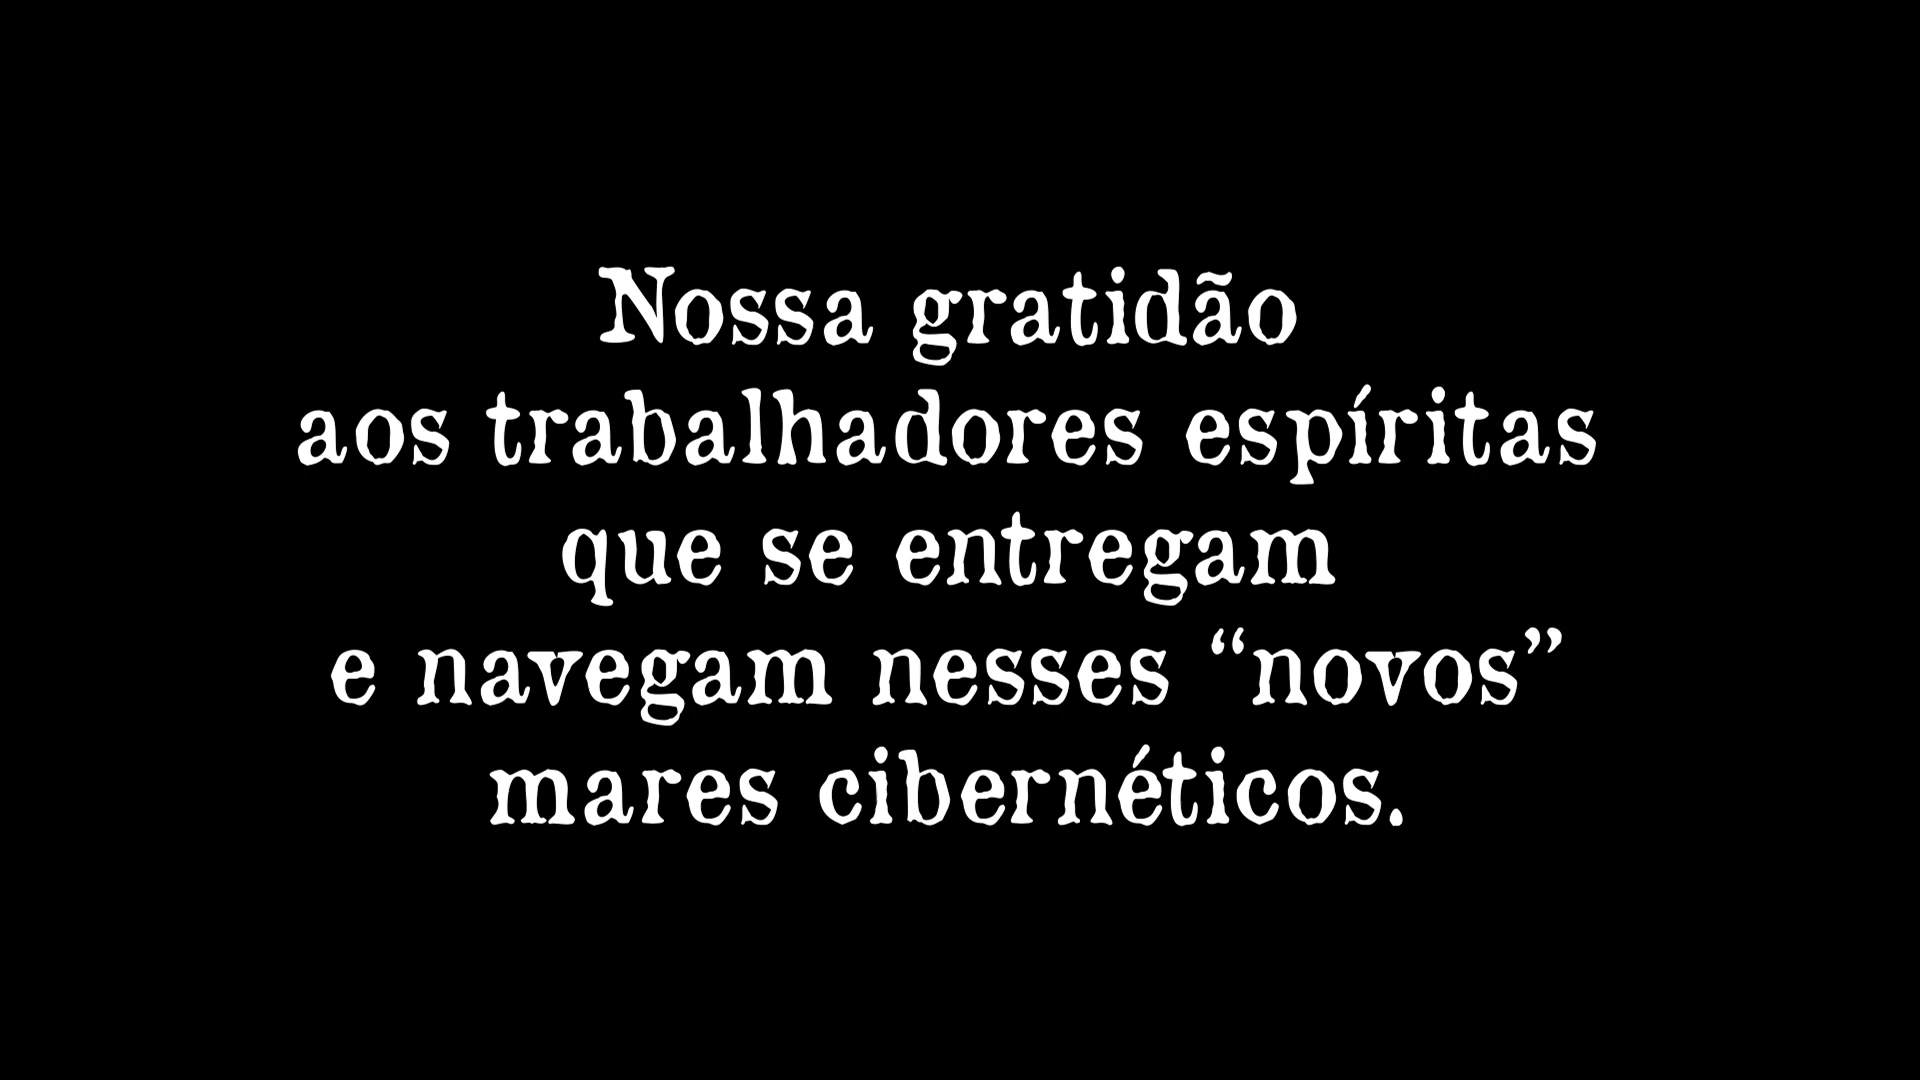 Nossa gratidão
aos trabalhadores espíritas
que se entregam
e navegam nesses “novos”
mares cibernéticos.